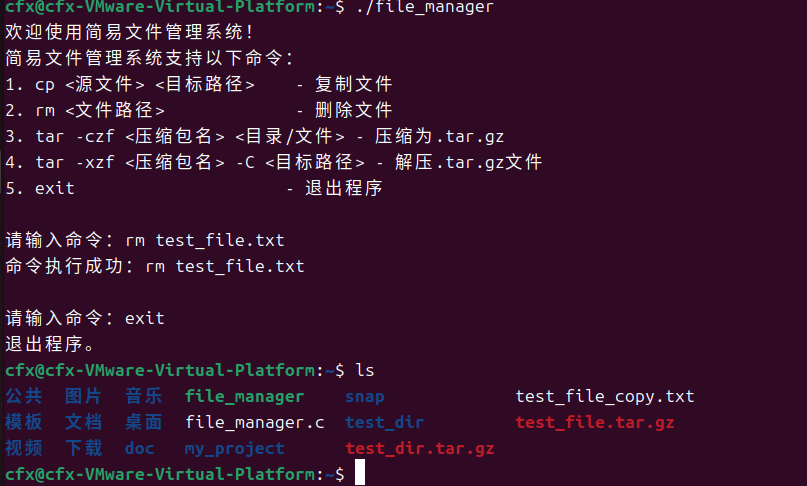 cfx@cfx-VMware-Virtual-Platform:~$ ./file_manager
欢迎使用简易文件管理系统!
简易文件管理系统支持以下命令:
1. cp <源文件> <目标路径>    - 复制文件
2. rm <文件路径>             - 删除文件
3. tar -czf <压缩包名> <目录/文件> - 压缩为.tar.gz
4. tar -xzf <压缩包名> -C <目标路径> - 解压.tar.gz文件
5. exit                     - 退出程序
请输入命令: rm test_file.txt
命令执行成功: rm test_file.txt
请输入命令: exit
退出程序。
cfx@cfx-VMware-Virtual-Platform:~$ ls
公共  图片  音乐  file_manager    snap             test_file_copy.txt
模板  文档  桌面  file_manager.c  test_dir         test_file.tar.gz
视频  下载  doc   my_project      test_dir.tar.gz
cfx@cfx-VMware-Virtual-Platform:~$